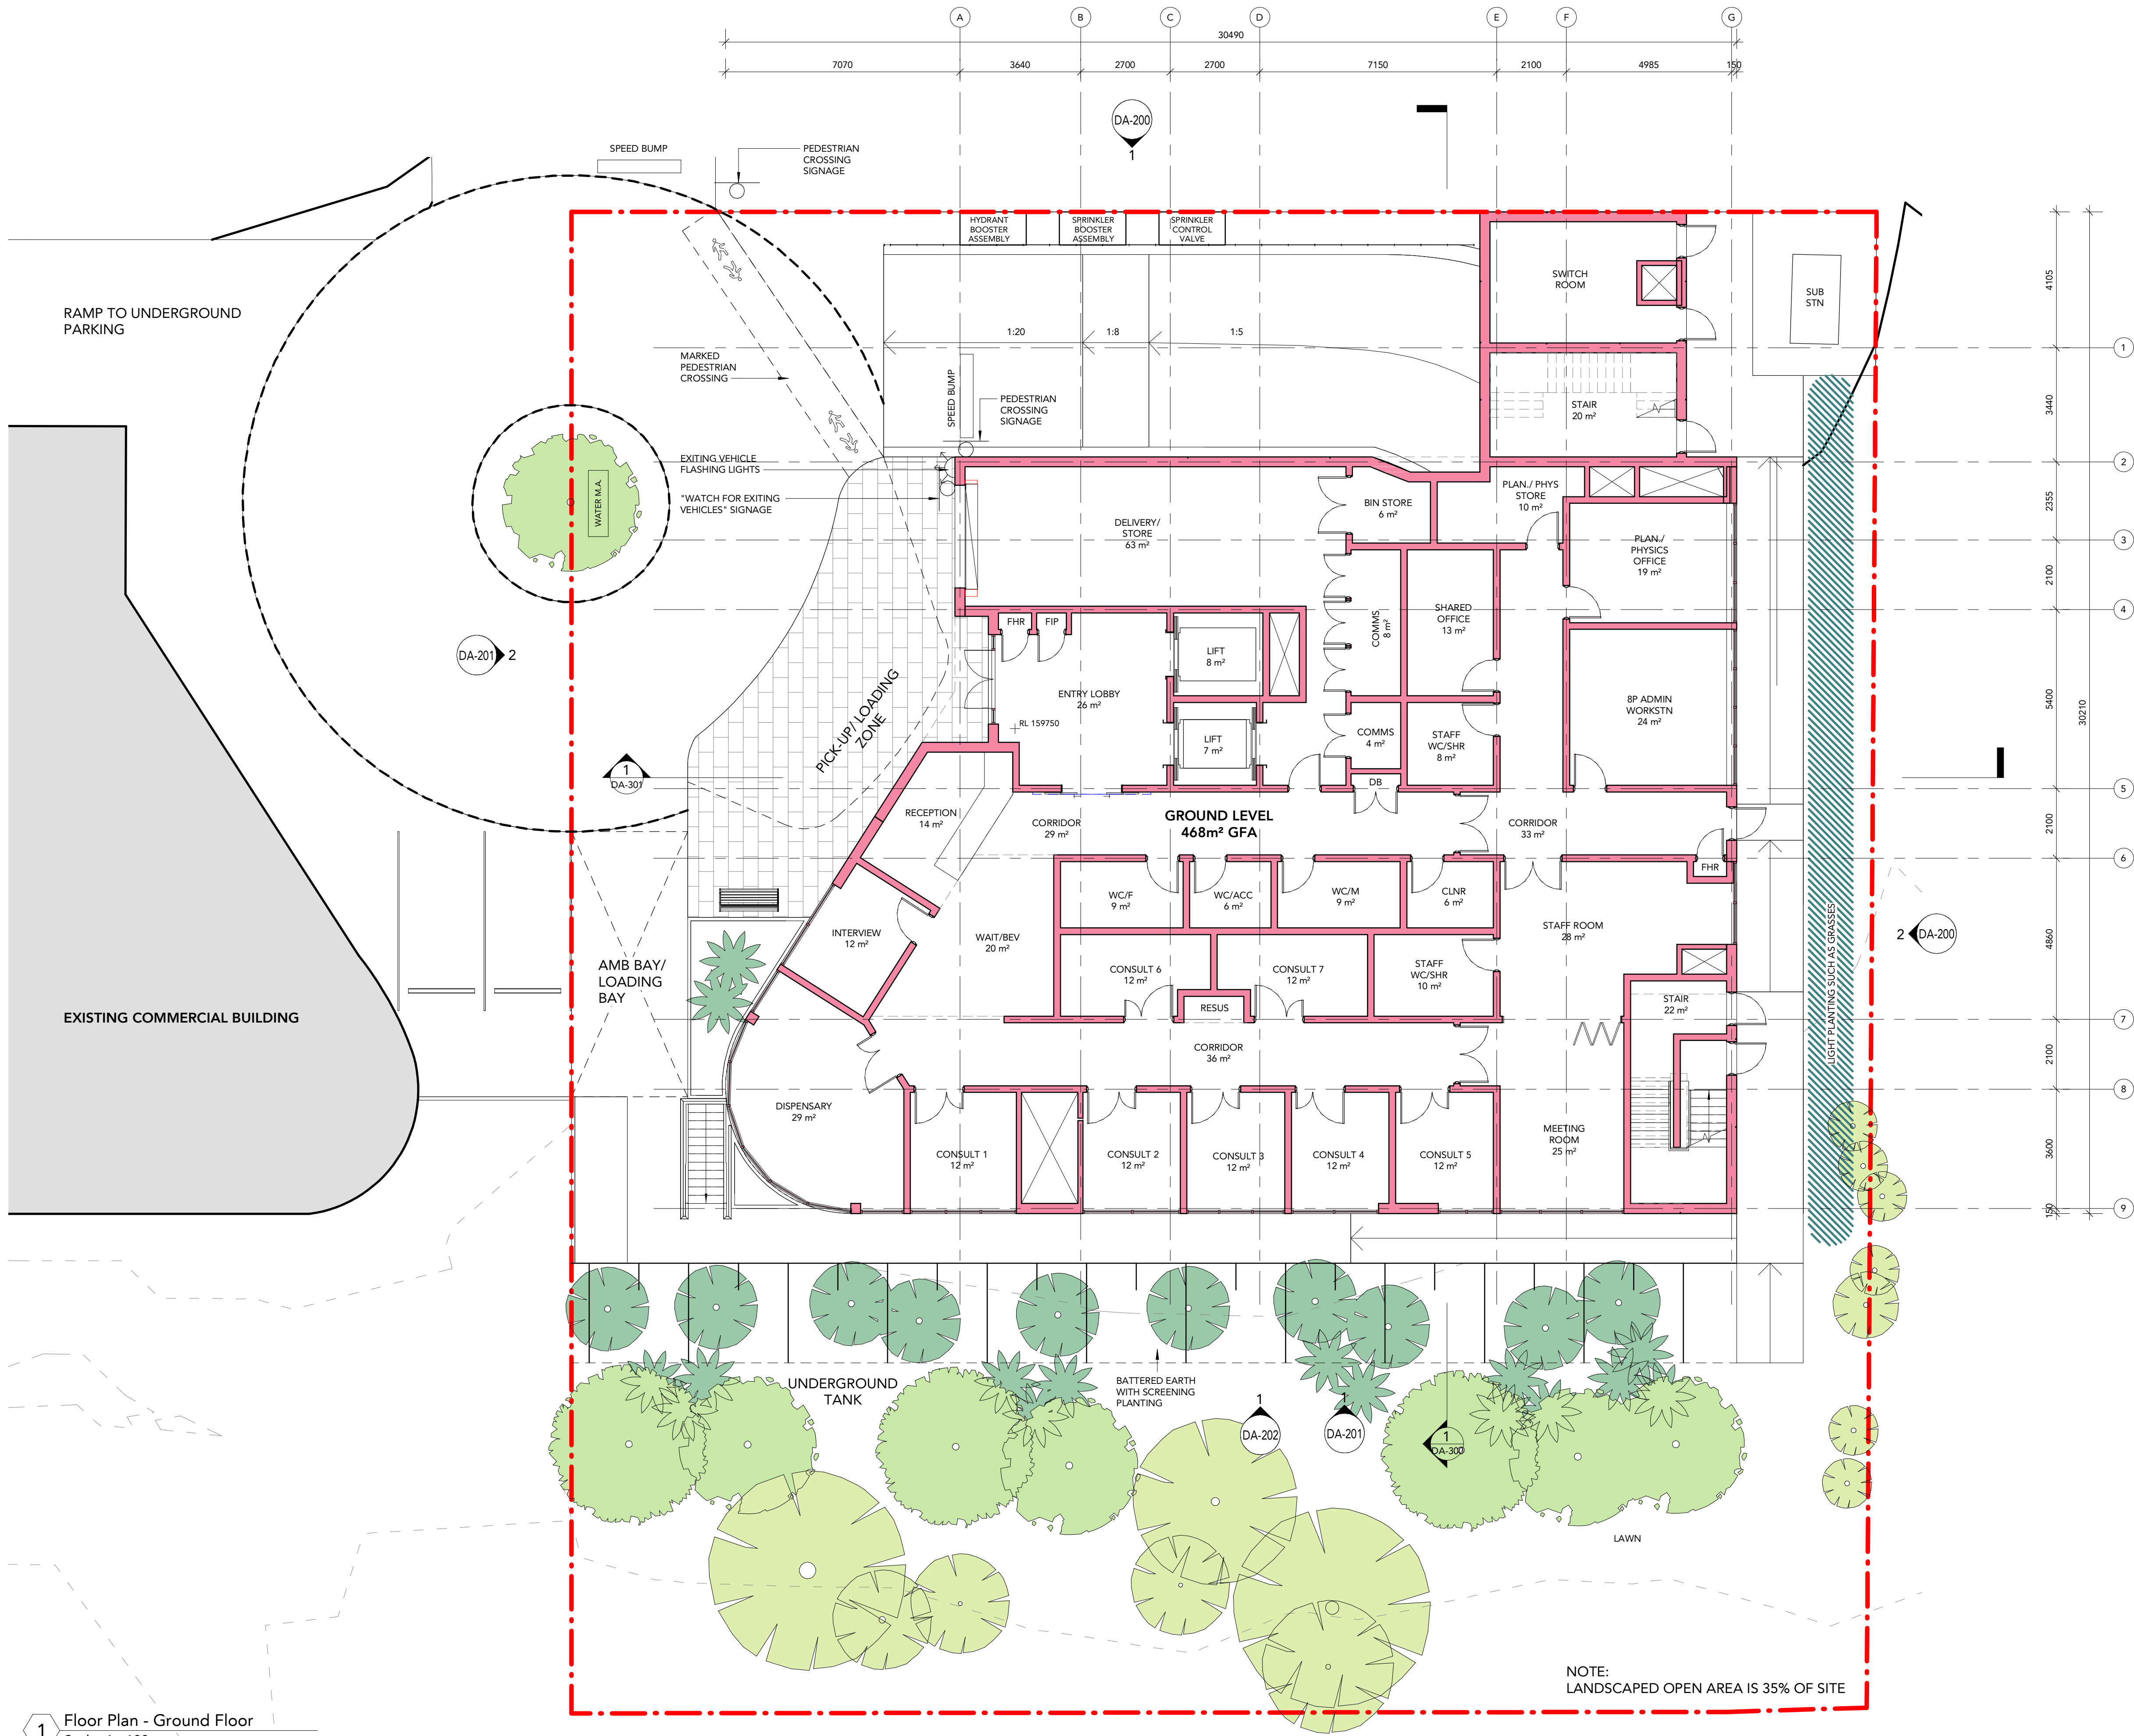 A
B
C
D
E
F
G
30490
7070
3640
2700
2700
7150
2100
4985
150
DA-200
1
SPEED BUMP
PEDESTRIAN
CROSSING
SIGNAGE
HYDRANT
BOOSTER
ASSEMBLY
SPRINKLER
BOOSTER
ASSEMBLY
SPRINKLER
CONTROL
VALVE
SWITCH
ROOM
SUB
STN
4105
RAMP TO UNDERGROUND
PARKING
1:20
1:8
1:5
1
MARKED
PEDESTRIAN
CROSSING
SPEED BUMP
PEDESTRIAN
CROSSING
SIGNAGE
STAIR
20 m²
3440
EXITING VEHICLE
FLASHING LIGHTS
2
WATER M.A.
"WATCH FOR EXITING
VEHICLES" SIGNAGE
DELIVERY/
STORE
63 m²
BIN STORE
6 m²
PLAN./ PHYS
STORE
10 m²
2355
PLAN./
PHYSICS
OFFICE
19 m²
3
2100
4
FHR
FIP
COMMS
8 m²
SHARED
OFFICE
13 m²
DA-201
2
LIFT
8 m²
ENTRY LOBBY
26 m²
RL 159750
8P ADMIN
WORKSTN
24 m²
5400
30210
PICK-UP/ LOADING
ZONE
LIFT
7 m²
COMMS
4 m²
STAFF
WC/SHR
8 m²
1
DA-301
DB
5
RECEPTION
14 m²
CORRIDOR
29 m²
GROUND LEVEL
468m² GFA
CORRIDOR
33 m²
2100
6
FHR
WC/F
9 m²
WC/ACC
6 m²
WC/M
9 m²
CLNR
6 m²
INTERVIEW
12 m²
WAIT/BEV
20 m²
STAFF ROOM
28 m²
LIGHT PLANTING SUCH AS GRASSES
2
DA-200
4860
AMB BAY/
LOADING
BAY
CONSULT 6
12 m²
CONSULT 7
12 m²
STAFF
WC/SHR
10 m²
RESUS
STAIR
22 m²
EXISTING COMMERCIAL BUILDING
7
CORRIDOR
36 m²
2100
8
DISPENSARY
29 m²
CONSULT 1
12 m²
CONSULT 2
12 m²
CONSULT 3
12 m²
CONSULT 4
12 m²
CONSULT 5
12 m²
MEETING
ROOM
25 m²
3600
150
9
UNDERGROUND
TANK
BATTERED EARTH
WITH SCREENING
PLANTING
1
DA-202
1
DA-201
1
DA-300
LAWN
NOTE:
LANDSCAPED OPEN AREA IS 35% OF SITE
1
Floor Plan - Ground Floor